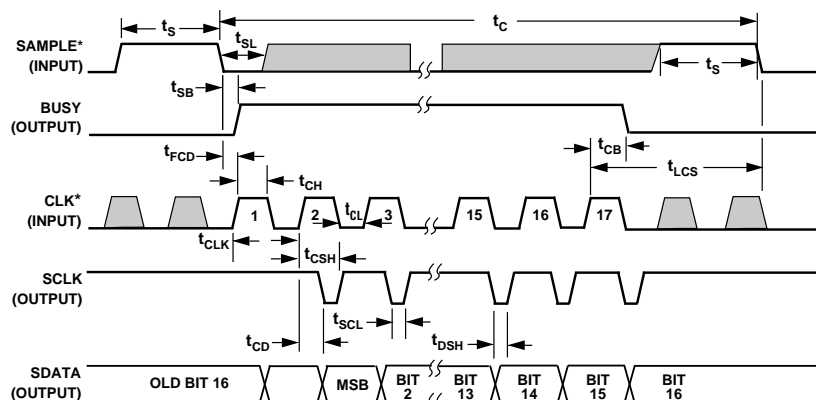 tS
tC
SAMPLE*
(INPUT)
tSL
tS
tSB
BUSY
(OUTPUT)
tFCD
tCB
tLCS
tCH
CLK*
(INPUT)
1
2
tCL
3
15
16
17
tCLK
tCSH
SCLK
(OUTPUT)
tCD
tSCL
tDSH
SDATA
(OUTPUT)
OLD BIT 16
MSB
BIT
2
BIT
13
BIT
14
BIT
15
BIT
16